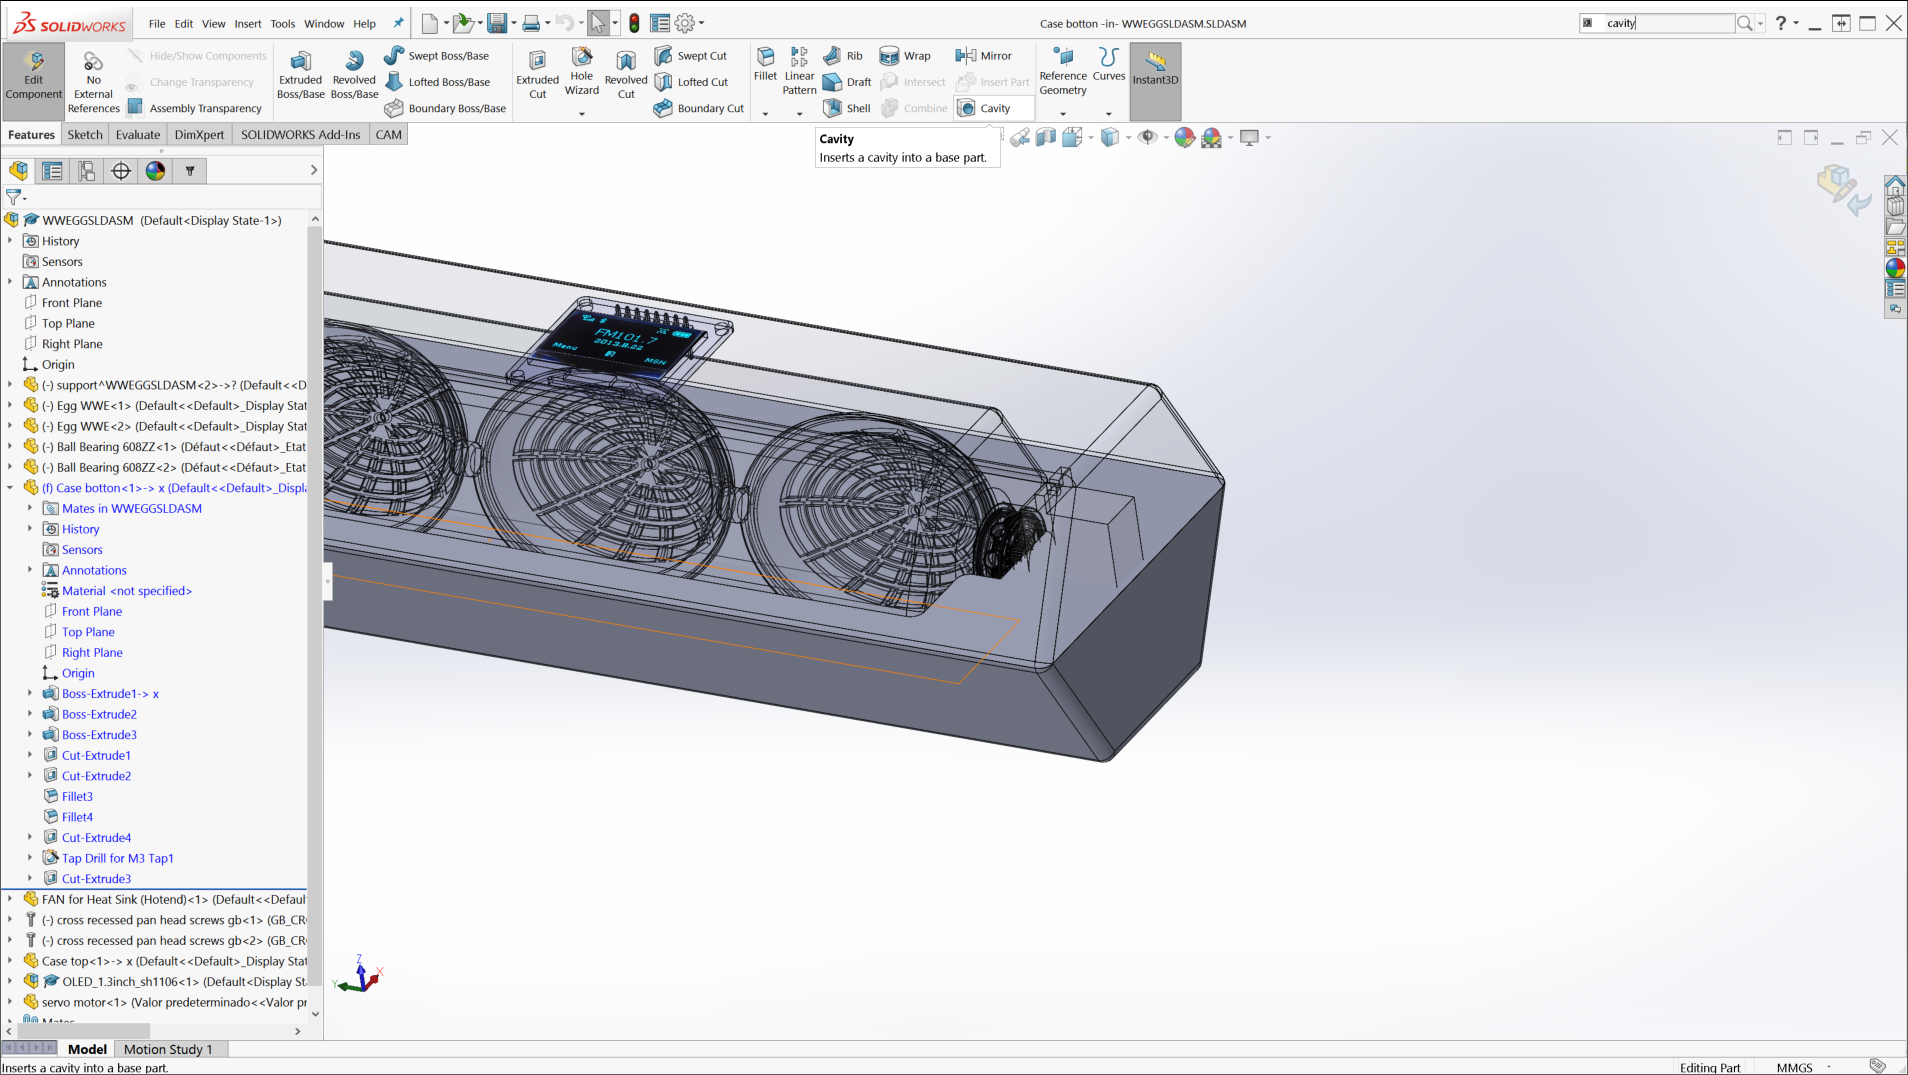 SOLIDWORKS
File Edit View Insert Tools Window Help
Case botton -in- WWEGGSLDASM.SLDASM
cavity
Edit Component
No External References
Hide/Show Components
Change Transparency
Assembly Transparency
Extruded Boss/Base
Revolved Boss/Base
Swept Boss/Base
Lofted Boss/Base
Boundary Boss/Base
Extruded Cut
Hole Wizard
Revolved Cut
Swept Cut
Lofted Cut
Boundary Cut
Fillet
Linear Pattern
Rib
Draft
Shell
Wrap
Intersect
Combine
Mirror
Insert Part
Cavity
Reference Geometry
Curves
Instant3D
Features Sketch Evaluate DimXpert SOLIDWORKS Add-Ins CAM
Cavity
Inserts a cavity into a base part.
WWEGGSLDASM (Default<Display State-1>)
History
Sensors
Annotations
Front Plane
Top Plane
Right Plane
Origin
(-) support^WWEGGSLDASM<2>->? (Default<<D
(-) Egg WWE<1> (Default<<Default>_Display Stat
(-) Egg WWE<2> (Default<<Default>_Display Stat
(-) Ball Bearing 608ZZ<1> (Défaut<<Défaut>_Etat
(-) Ball Bearing 608ZZ<2> (Défaut<<Défaut>_Etat
(f) Case botton<1>-> x (Default<<Default>_Displa
Mates in WWEGGSLDASM
History
Sensors
Annotations
Material <not specified>
Front Plane
Top Plane
Right Plane
Origin
Boss-Extrude1-> x
Boss-Extrude2
Boss-Extrude3
Cut-Extrude1
Cut-Extrude2
Fillet3
Fillet4
Cut-Extrude4
Tap Drill for M3 Tap1
Cut-Extrude3
FAN for Heat Sink (Hotend)<1> (Default<<Defaul
(-) cross recessed pan head screws gb<1> (GB_CR
(-) cross recessed pan head screws gb<2> (GB_CR
Case top<1>-> x (Default<<Default>_Display Stat
OLED_1.3inch_sh1106<1> (Default<Display St
servo motor<1> (Valor predeterminado<<Valor pr
Mates
FM101.7
2013.8.22
Menu
MSN
Z
X
Y
Model Motion Study 1
Inserts a cavity into a base part.
Editing Part MMGS